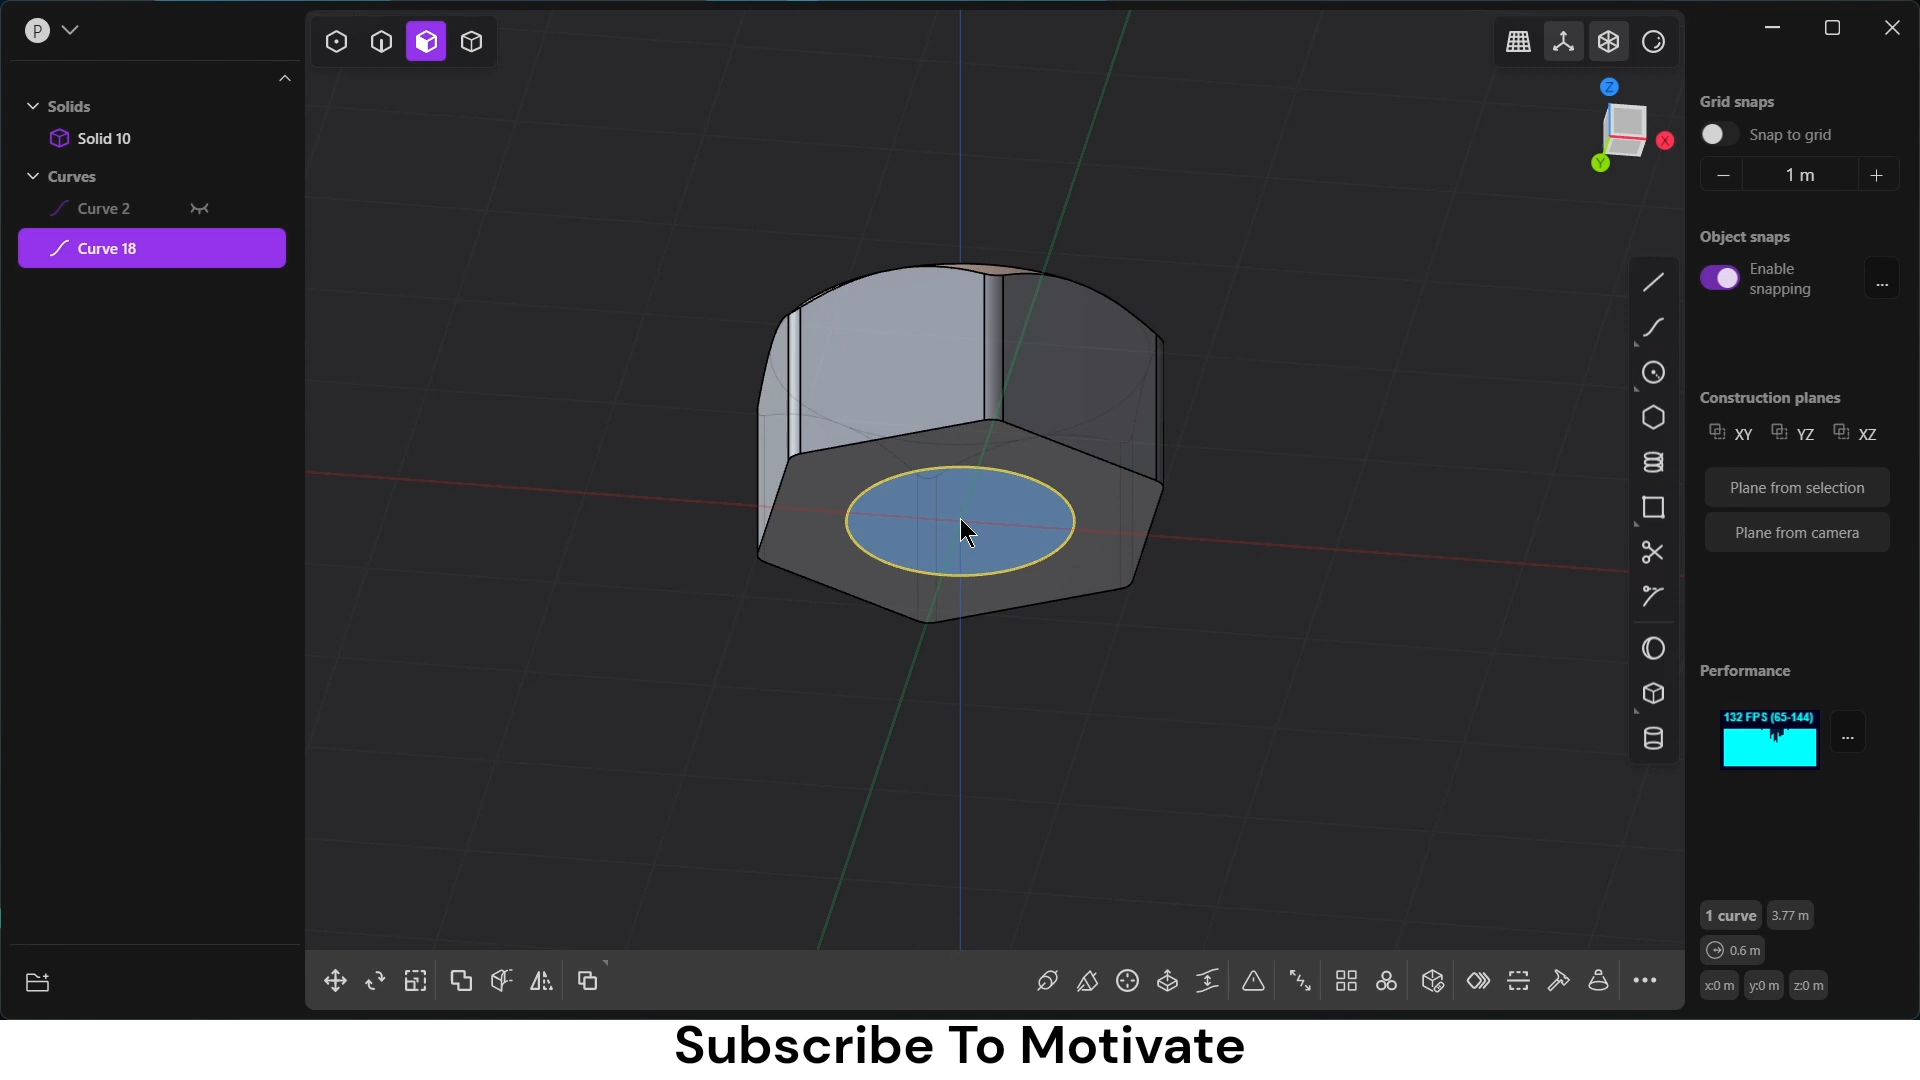 P
Solids
Solid 10
Curves
Curve 2
Curve 18
Z
X
Y
Grid snaps
Snap to grid
1 m
Object snaps
Enable
snapping
...
Construction planes
XY YZ XZ
Plane from selection
Plane from camera
Performance
132 FPS (65-144)
...
1 curve 3.77 m
0.6 m
x:0 m y:0 m z:0 m
Subscribe To Motivate